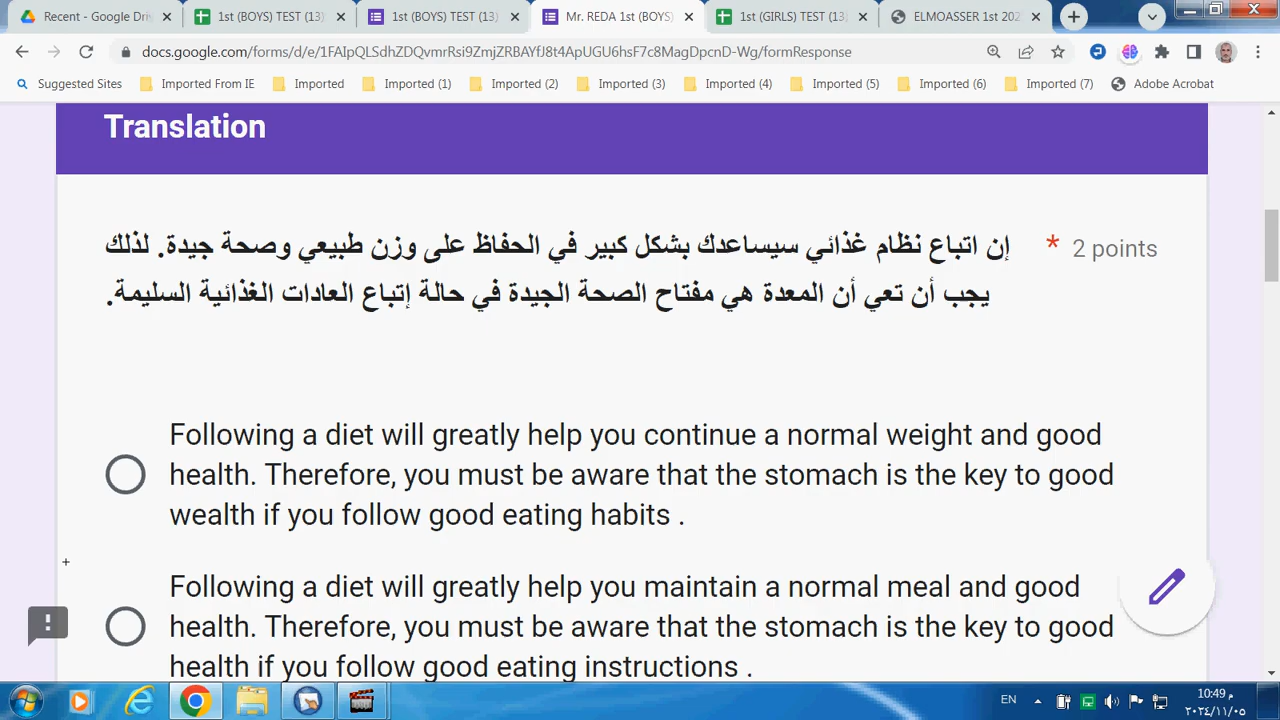 Recent - Google Dri
1st (BOYS) TEST (13)
1st (BOYS) TEST (
Mr. REDA 1st (BOYS)
1st (GIRLS) TEST (13
SSER 1st 202
docs.google.com/forms/d/e/1FAIpQLSdhZDQvmrRsi9ZmjZRBAYfJ8t4ApUGU6hsF7c8MagDpcnD-Wg/formResponse
Suggested Sites
Imported From IE
Imported
Imported (1)
Imported (2)
Imported (3)
Imported (4)
Imported (5)
Imported (6)
Imported (7)
Adobe Acrobat
Translation
إن اتباع نظام غذائي سيساعدك بشكل كبير في الحفاظ على وزن طبيعي وصحة جيدة. لذلك
يجب أن تعي أن المعدة هي مفتاح الصحة الجيدة في حالة إتباع العادات الغذائية السليمة.
* 2 points
Following a diet will greatly help you continue a normal weight and good
health. Therefore, you must be aware that the stomach is the key to good
wealth if you follow good eating habits .
Following a diet will greatly help you maintain a normal meal and good
health. Therefore, you must be aware that the stomach is the key to good
health if you follow good eating instructions .
EN
10:49 م
٢٠٢٤/١١/٠٥